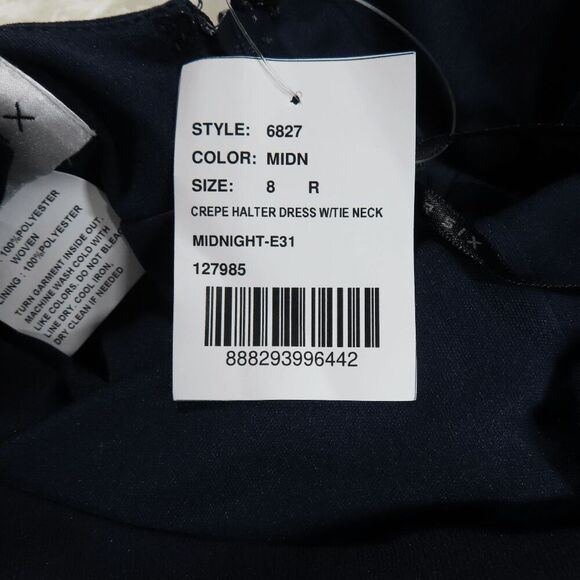 STYLE: 6827
COLOR: MIDN
SIZE: 8 R
CREPE HALTER DRESS W/TIE NECK
MIDNIGHT-E31
127985
888293996442
X
100%POLYESTER
WOVEN
LINING : 100%POLYESTER
TURN GARMENT INSIDE OUT.
MACHINE WASH COLD WITH
LIKE COLORS. DO NOT BLEACH
LINE DRY. COOL IRON.
DRY CLEAN IF NEEDED
SIX